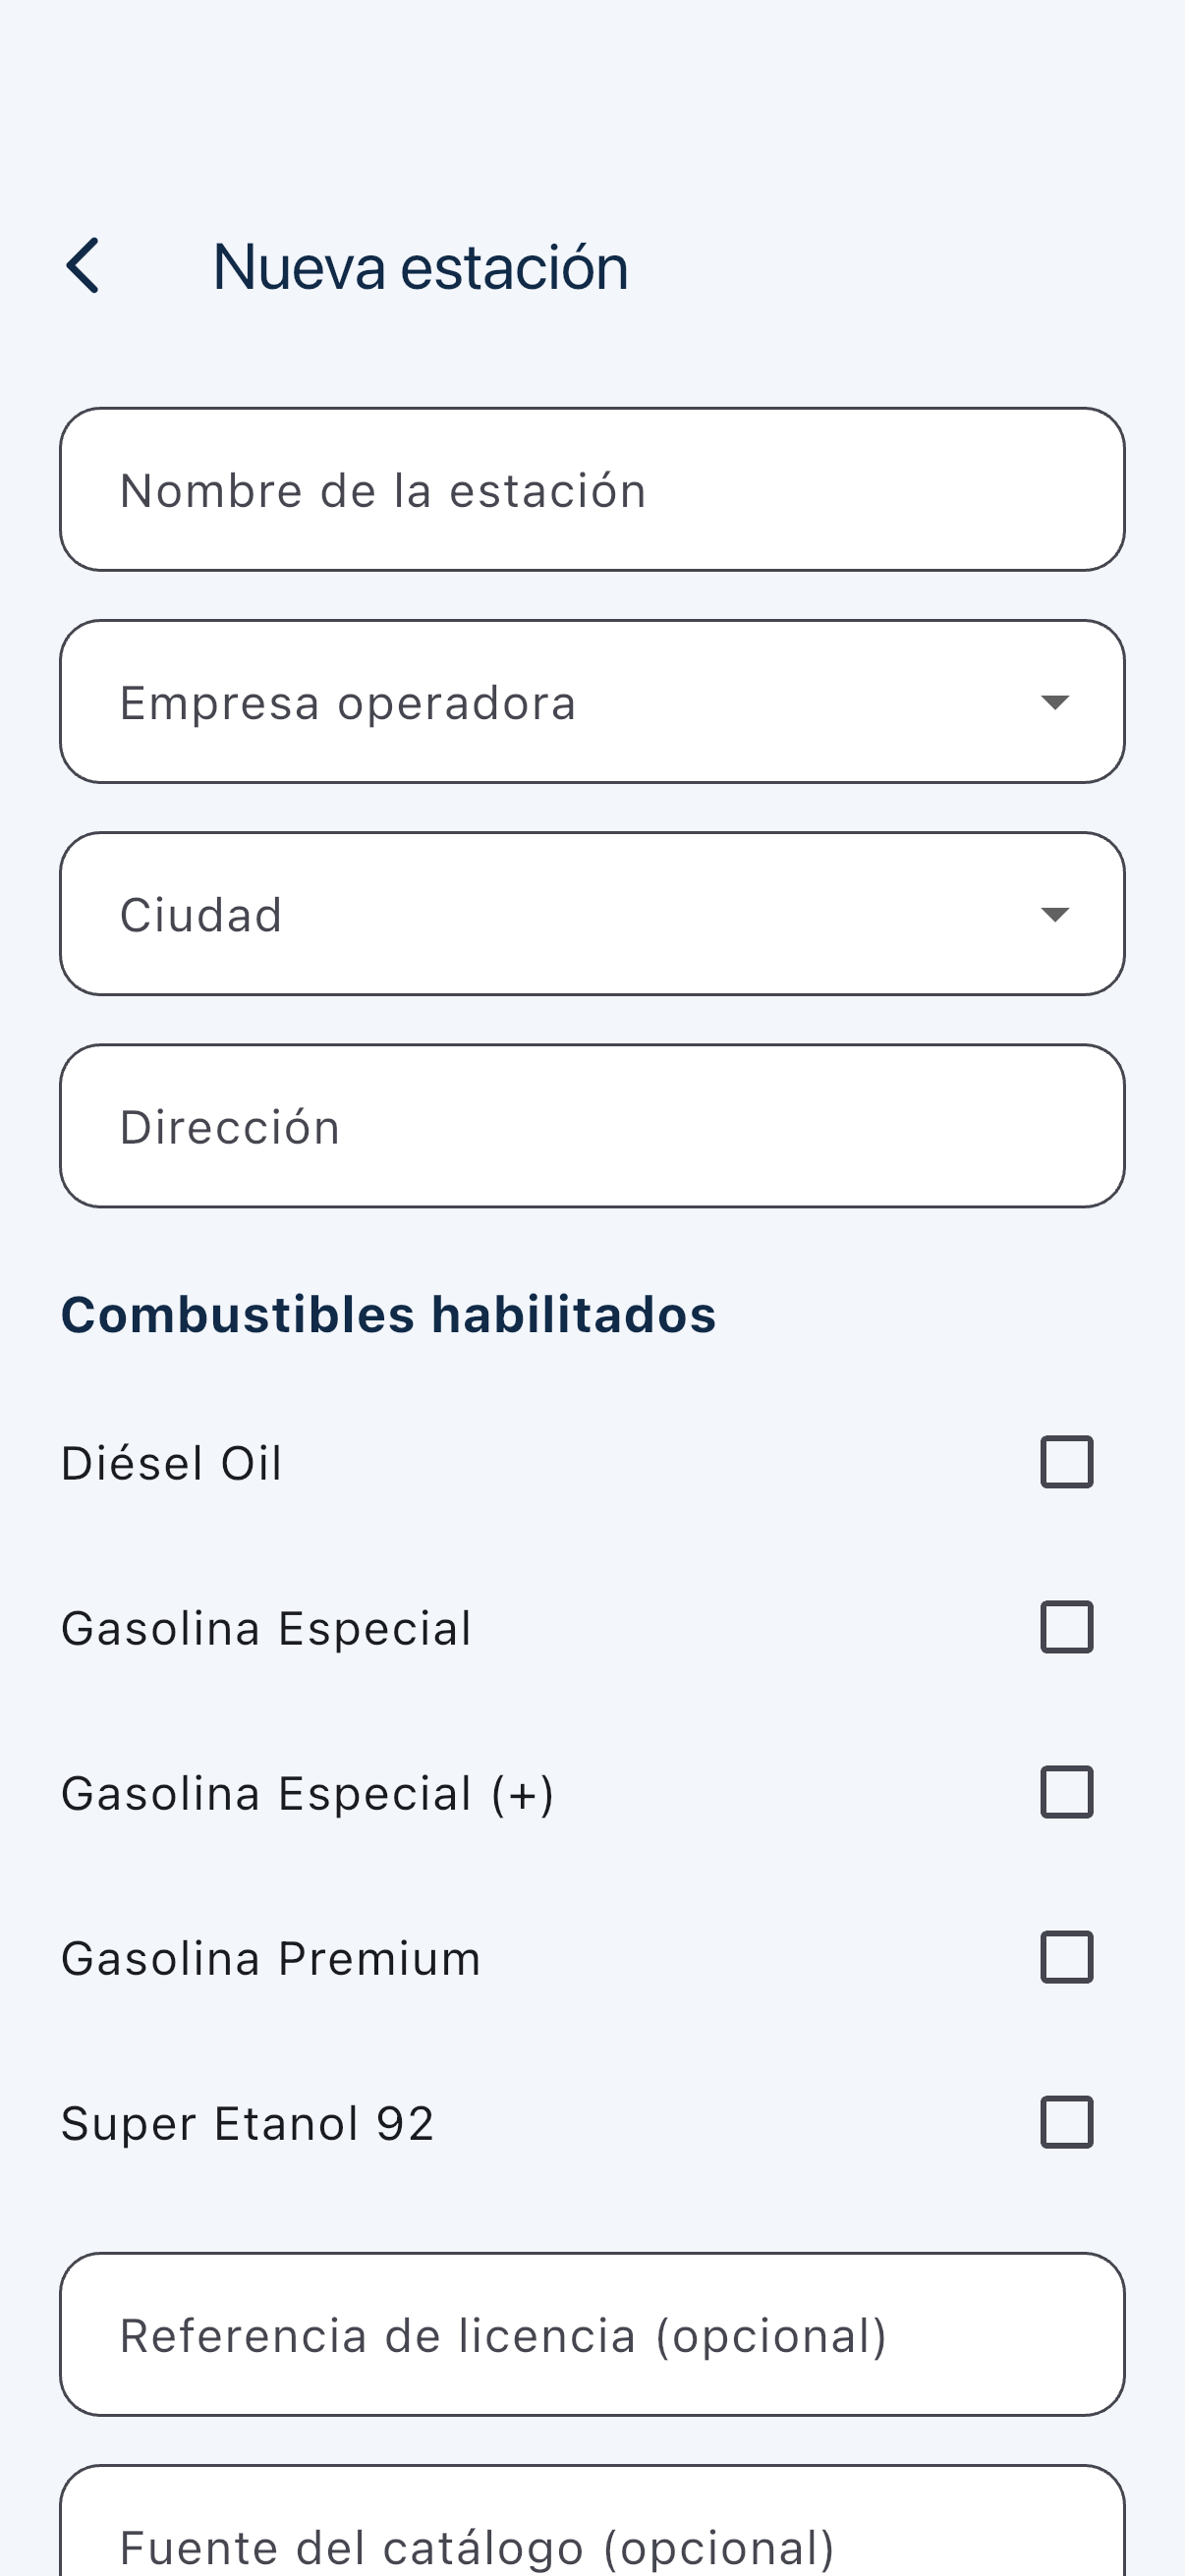 Nueva estación
Nombre de la estación
Empresa operadora
Ciudad
Dirección
Combustibles habilitados
Diésel Oil
Gasolina Especial
Gasolina Especial (+)
Gasolina Premium
Super Etanol 92
Referencia de licencia (opcional)
Fuente del catálogo (opcional)